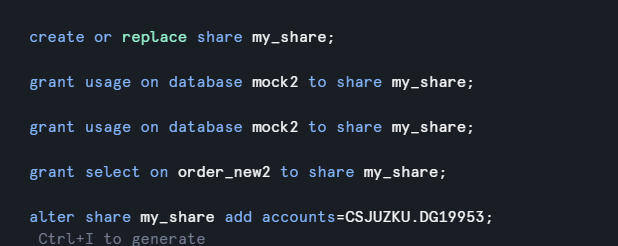 create or replace share my_share;
grant usage on database mock2 to share my_share;
grant usage on database mock2 to share my_share;
grant select on order_new2 to share my_share;
alter share my_share add accounts=CSJUZKU.DG19953;
Ctrl+I to generate